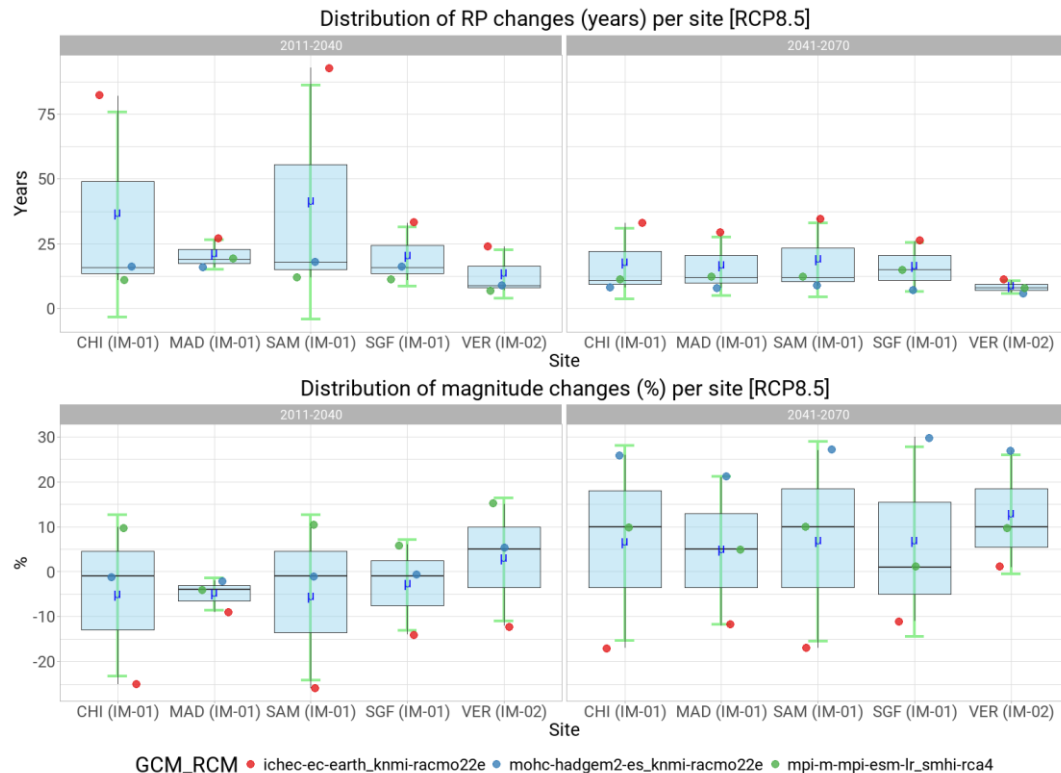 Distribution of RP changes (years) per site [RCP8.5]
2011-2040 2041-2070
75
50
25
0
Years
μ μ μ μ μ μ μ μ μ μ
CHI (IM-01) MAD (IM-01) SAM (IM-01) SGF (IM-01) VER (IM-02) CHI (IM-01) MAD (IM-01) SAM (IM-01) SGF (IM-01) VER (IM-02)
Site
Distribution of magnitude changes (%) per site [RCP8.5]
2011-2040 2041-2070
30
20
10
0
-10
-20
%
μ μ μ μ μ μ μ μ μ μ
CHI (IM-01) MAD (IM-01) SAM (IM-01) SGF (IM-01) VER (IM-02) CHI (IM-01) MAD (IM-01) SAM (IM-01) SGF (IM-01) VER (IM-02)
Site
GCM_RCM ichec-ec-earth_knmi-racmo22e mohc-hadgem2-es_knmi-racmo22e mpi-m-mpi-esm-lr_smhi-rca4